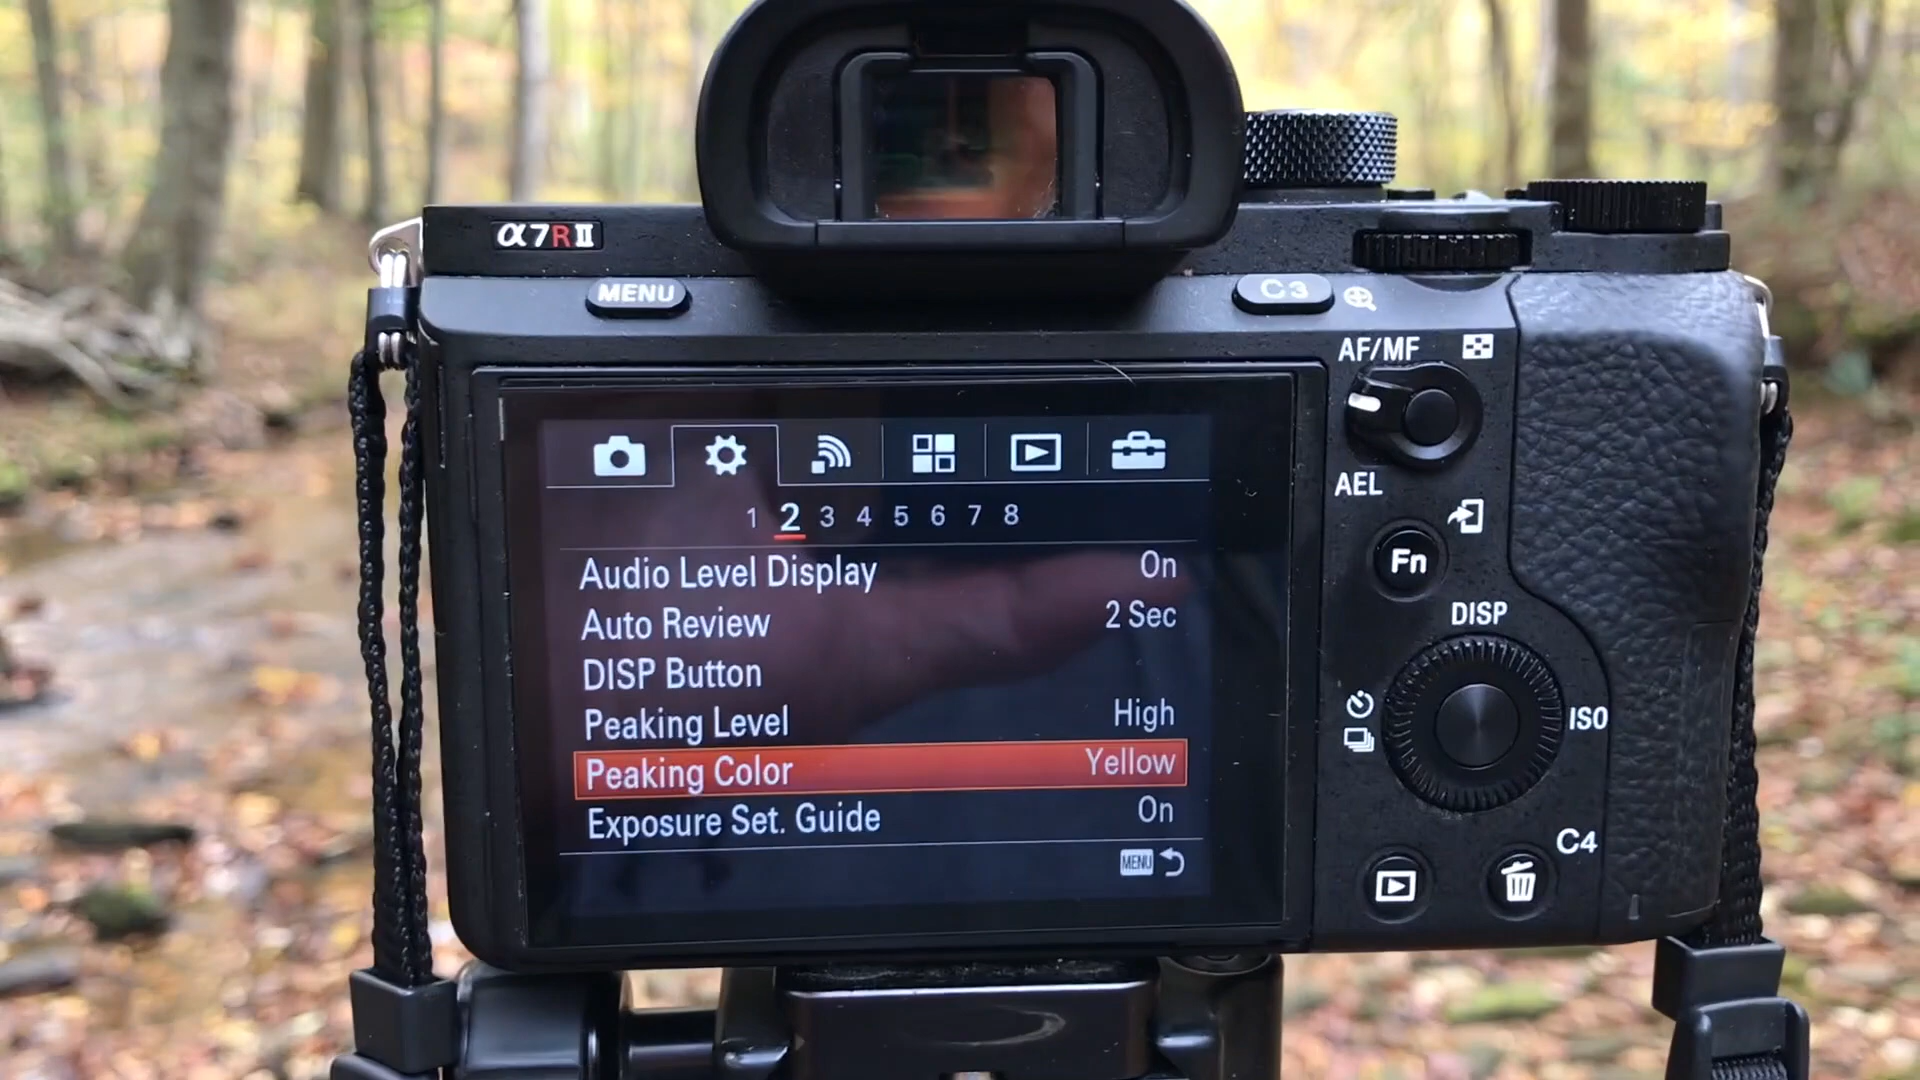 α7RII
MENU
C3
AF/MF
AEL
1 2 3 4 5 6 7 8
Audio Level Display On
Auto Review 2 Sec
DISP Button
Peaking Level High
Peaking Color Yellow
Exposure Set. Guide On
MENU
Fn
DISP
ISO
C4